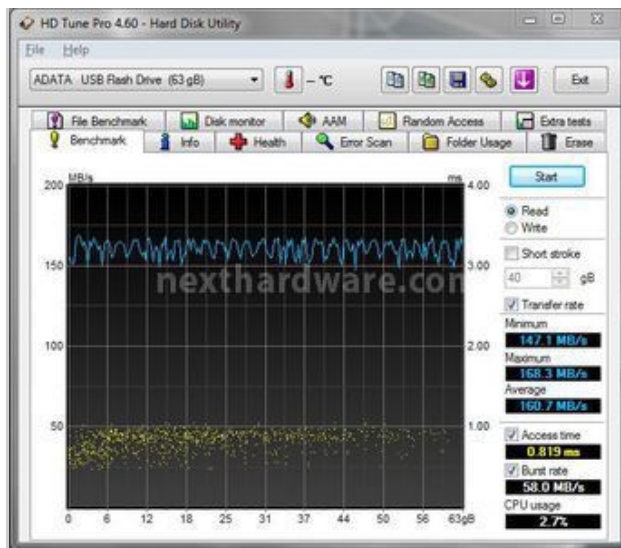 HD Tune Pro 4.60 - Hard Disk Utility
File Help
ADATA USB Flash Drive (63 gB) – °C Exit
File Benchmark Disk monitor AAM Random Access Extra tests
Benchmark Info Health Error Scan Folder Usage Erase
MB/s ms
200 4.00
150 3.00
100 2.00
50 1.00
0 6 12 18 25 31 37 44 50 56 63gB
nexthardware.com
Start
Read
Write
Short stroke
40 gB
Transfer rate
Minimum
147.1 MB/s
Maximum
168.3 MB/s
Average
160.7 MB/s
Access time
0.819 ms
Burst rate
58.0 MB/s
CPU usage
2.7%